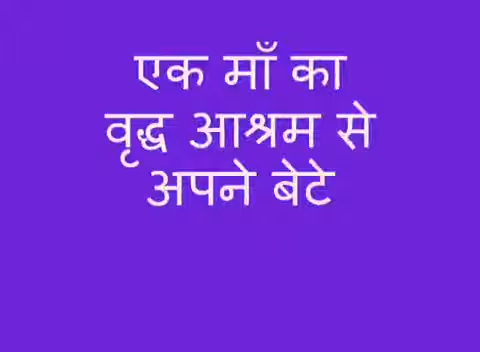 एक माँ का
वृद्ध आश्रम से
अपने बेटे